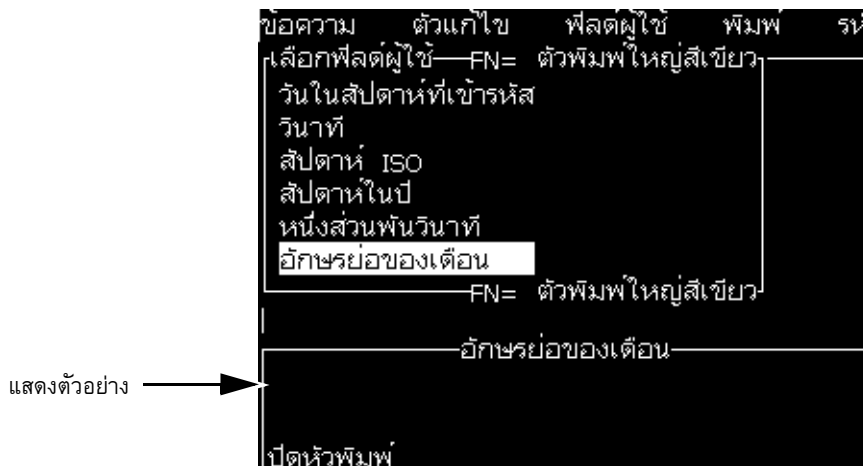 ข้อความ ตัวแก้ไข ฟิลด์ผู้ใช้ พิมพ์
เลือกฟิลด์ผู้ใช้ FN= ตัวพิมพ์ใหญ่สีเขียว
วันในสัปดาห์ที่เข้ารหัส
วินาที
สัปดาห์ ISO
สัปดาห์ในปี
หนึ่งส่วนพันวินาที
อักษรย่อของเดือน
FN= ตัวพิมพ์ใหญ่สีเขียว
อักษรย่อของเดือน
แสดงตัวอย่าง
ปิดหัวพิมพ์